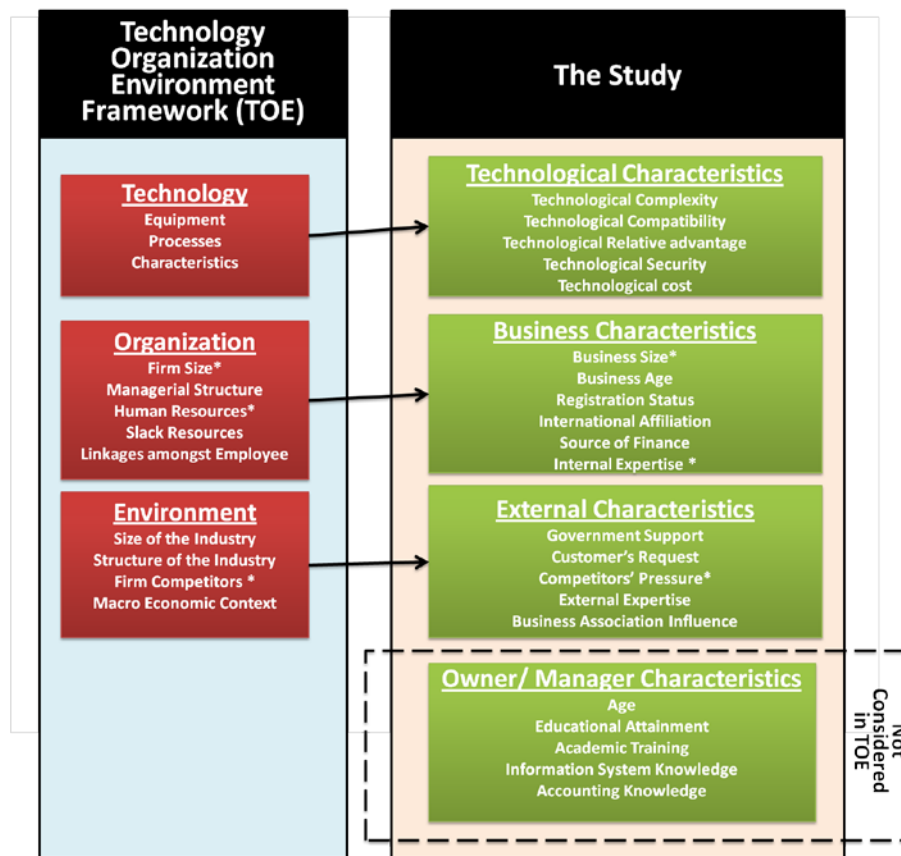 Technology
Organization
Environment
Framework (TOE)
Technology
Equipment
Processes
Characteristics
Organization
Firm Size*
Managerial Structure
Human Resources*
Slack Resources
Linkages amongst Employee
Environment
Size of the Industry
Structure of the Industry
Firm Competitors *
Macro Economic Context
The Study
Technological Characteristics
Technological Complexity
Technological Compatibility
Technological Relative advantage
Technological Security
Technological cost
Business Characteristics
Business Size*
Business Age
Registration Status
International Affiliation
Source of Finance
Internal Expertise *
External Characteristics
Government Support
Customer's Request
Competitors' Pressure*
External Expertise
Business Association Influence
Owner/ Manager Characteristics
Age
Educational Attainment
Academic Training
Information System Knowledge
Accounting Knowledge
Not
Considered
in TOE